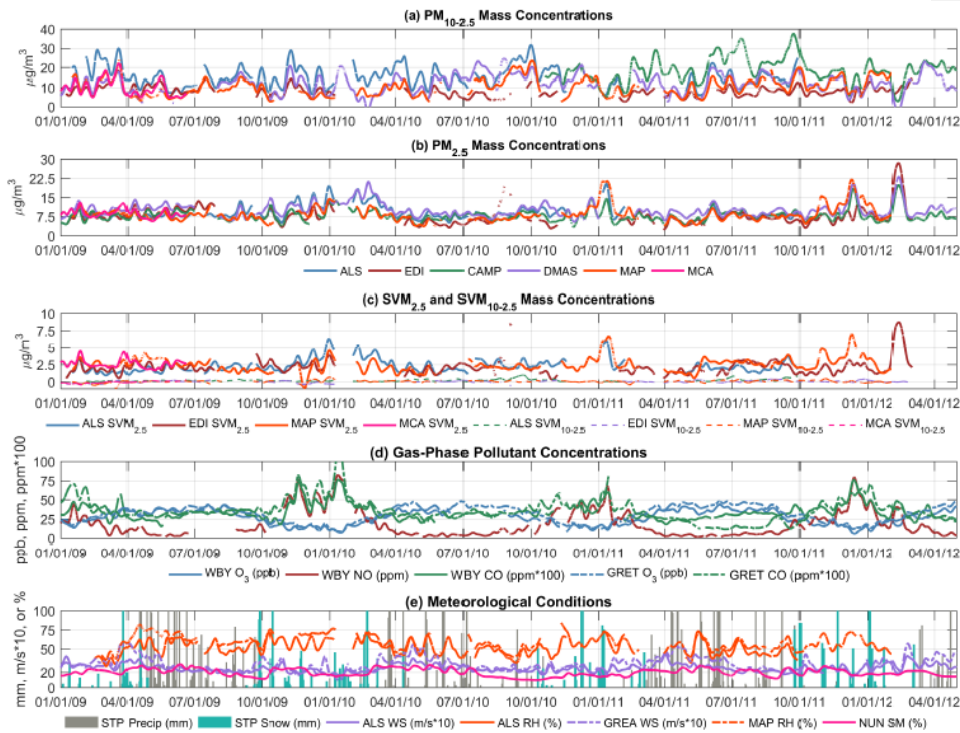 (a) PM10-2.5 Mass Concentrations
40
30
20
10
0
μg/m3
01/01/09 04/01/09 07/01/09 10/01/09 01/01/10 04/01/10 07/01/10 10/01/10 01/01/11 04/01/11 07/01/11 10/01/11 01/01/12 04/01/12
(b) PM2.5 Mass Concentrations
30
22.5
15
7.5
0
μg/m3
01/01/09 04/01/09 07/01/09 10/01/09 01/01/10 04/01/10 07/01/10 10/01/10 01/01/11 04/01/11 07/01/11 10/01/11 01/01/12 04/01/12
ALS EDI CAMP DMAS MAP MCA
(c) SVM2.5 and SVM10-2.5 Mass Concentrations
10
7.5
5
2.5
0
μg/m3
01/01/09 04/01/09 07/01/09 10/01/09 01/01/10 04/01/10 07/01/10 10/01/10 01/01/11 04/01/11 07/01/11 10/01/11 01/01/12 04/01/12
ALS SVM2.5 EDI SVM2.5 MAP SVM2.5 MCA SVM2.5 ALS SVM10-2.5 EDI SVM10-2.5 MAP SVM10-2.5 MCA SVM10-2.5
(d) Gas-Phase Pollutant Concentrations
100
75
50
25
0
ppb, ppm, ppm*100
01/01/09 04/01/09 07/01/09 10/01/09 01/01/10 04/01/10 07/01/10 10/01/10 01/01/11 04/01/11 07/01/11 10/01/11 01/01/12 04/01/12
WBY O3 (ppb) WBY NO (ppm) WBY CO (ppm*100) GRET O3 (ppb) GRET CO (ppm*100)
(e) Meteorological Conditions
100
75
50
20
0
mm, m/s*10, or %
01/01/09 04/01/09 07/01/09 10/01/09 01/01/10 04/01/10 07/01/10 10/01/10 01/01/11 04/01/11 07/01/11 10/01/11 01/01/12 04/01/12
STP Precip (mm) STP Snow (mm) ALS WS (m/s*10) ALS RH (%) GREA WS (m/s*10) MAP RH (%) NUN SM (%)